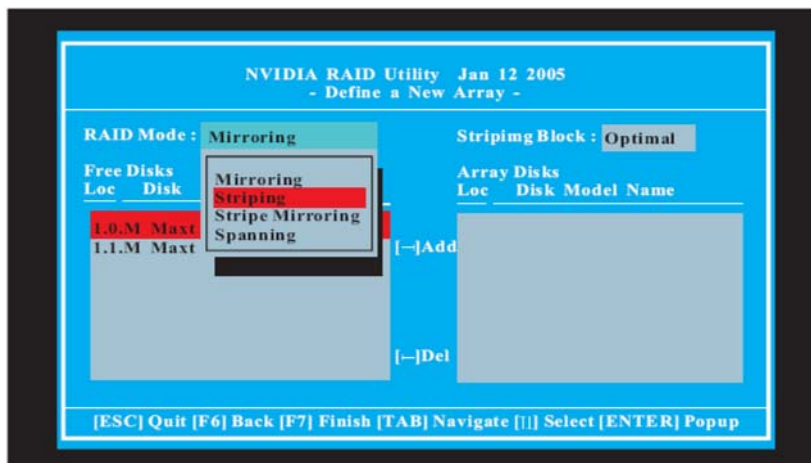 NVIDIA RAID Utility Jan 12 2005
- Define a New Array -
RAID Mode : Mirroring
Stripimg Block : Optimal
Free Disks
Loc Disk
Mirroring
Striping
Stripe Mirroring
Spanning
1.0.M Maxt
1.1.M Maxt
Array Disks
Loc Disk Model Name
[→]Add
[←]Del
[ESC] Quit [F6] Back [F7] Finish [TAB] Navigate [↑↓] Select [ENTER] Popup